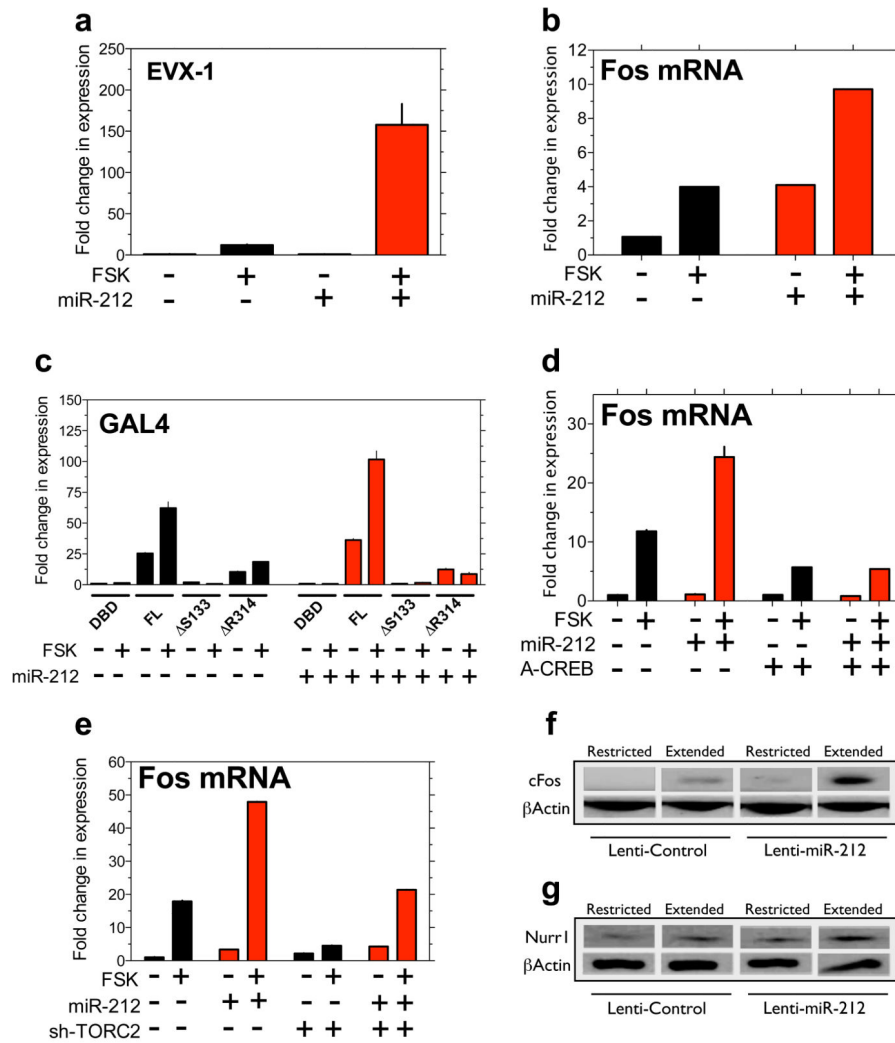 a
EVX-1
Fold change in expression
250
200
150
100
50
25
0
FSK - + - +
miR-212 - - + +
b
Fos mRNA
Fold change in expression
12
10
8
6
4
2
0
FSK - + - +
miR-212 - - + +
c
GAL4
Fold change in expression
150
125
100
75
50
25
0
DBD FL ΔS133 ΔR314 DBD FL ΔS133 ΔR314
FSK - + - + - + - + - + - + - + - +
miR-212 - - - - - - - - + + + + + + + +
d
Fos mRNA
Fold change in expression
30
20
10
0
FSK - + - + - + - +
miR-212 - - + + - - + +
A-CREB - - - - + + + +
e
Fos mRNA
Fold change in expression
60
50
40
30
20
10
0
FSK - + - + - + - +
miR-212 - - + + - - + +
sh-TORC2 - - - - + + + +
f
Restricted Extended Restricted Extended
cFos
βActin
Lenti-Control Lenti-miR-212
g
Restricted Extended Restricted Extended
Nurr1
βActin
Lenti-Control Lenti-miR-212